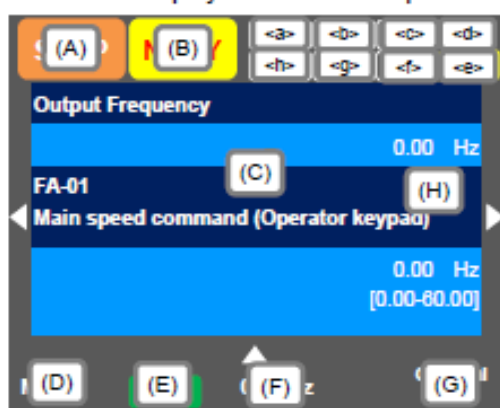 (A) (B) <a> <b> <c> <d>
<h> <g> <f> <e>
Output Frequency
0.00 Hz
(C)
FA-01
(H)
Main speed command (Operator keypad)
0.00 Hz
[0.00-60.00]
(D) (E) (F) (G)